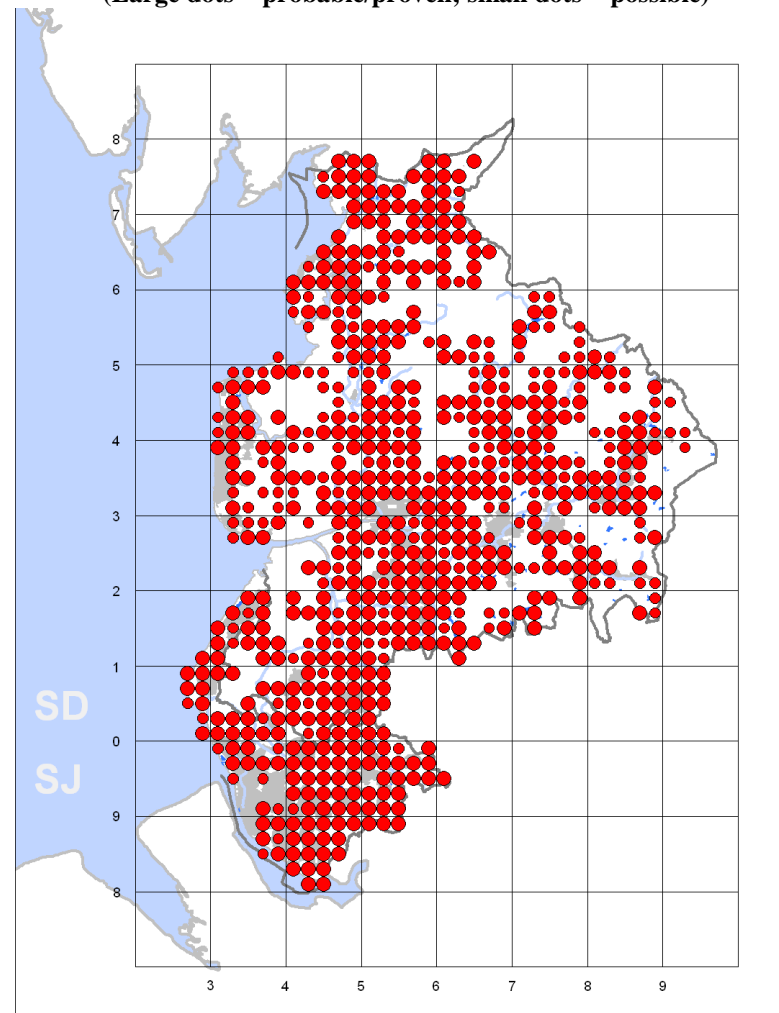 (Large dots = probable/proven; small dots = possible)
8
7
6
5
4
3
2
1
SD
0
SJ
9
8
3 4 5 6 7 8 9